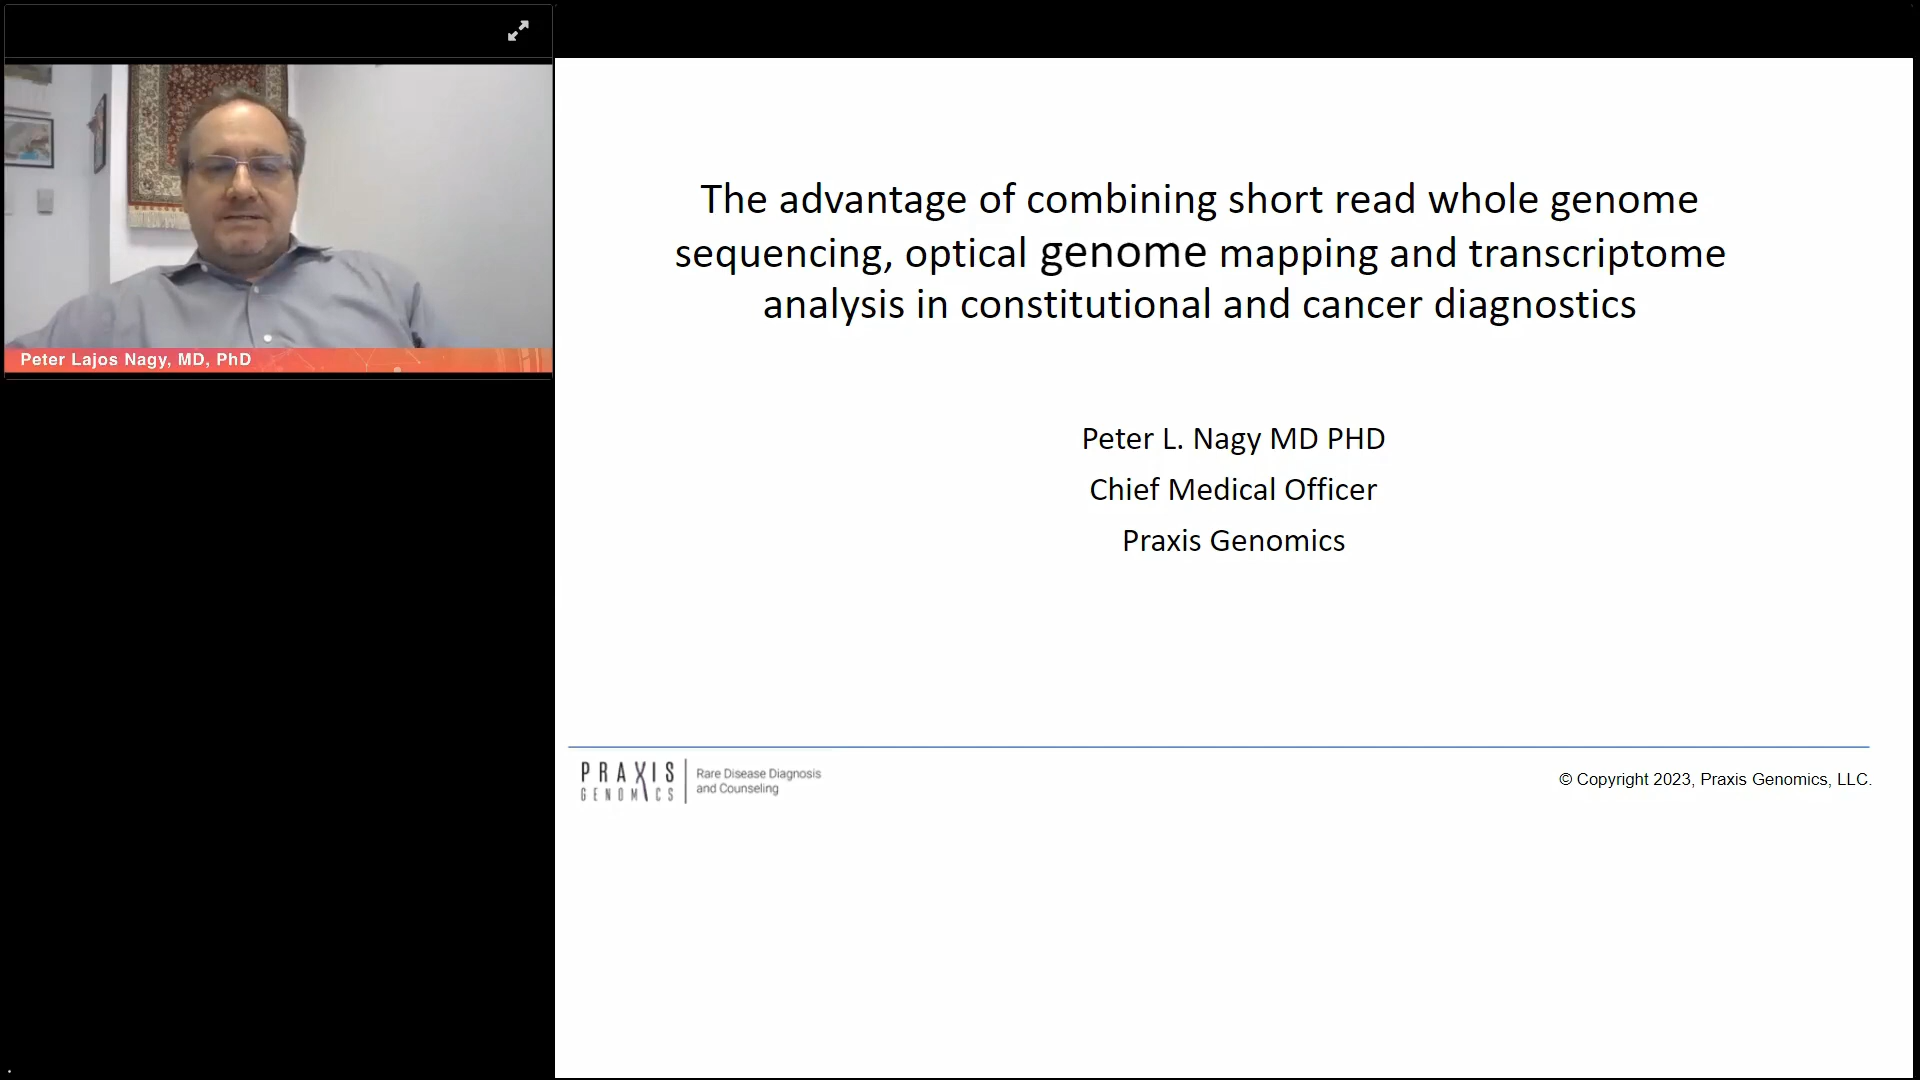 Peter Lajos Nagy, MD, PhD
The advantage of combining short read whole genome
sequencing, optical genome mapping and transcriptome
analysis in constitutional and cancer diagnostics
Peter L. Nagy MD PHD
Chief Medical Officer
Praxis Genomics
PRAXIS
GENOMICS
Rare Disease Diagnosis
and Counseling
© Copyright 2023, Praxis Genomics, LLC.